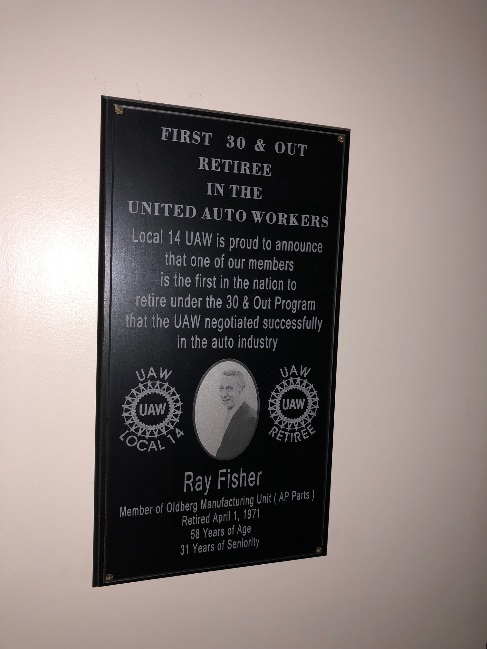 FIRST 30 & OUT
RETIREE
IN THE
UNITED AUTO WORKERS
Local 14 UAW is proud to announce
that one of our members
is the first in the nation to
retire under the 30 & Out Program
that the UAW negotiated successfully
in the auto industry
UAW
UAW
LOCAL 14
UAW
UAW
RETIREE
Ray Fisher
Member of Oldberg Manufacturing Unit ( AP Parts )
Retired April 1, 1971
58 Years of Age
31 Years of Seniority